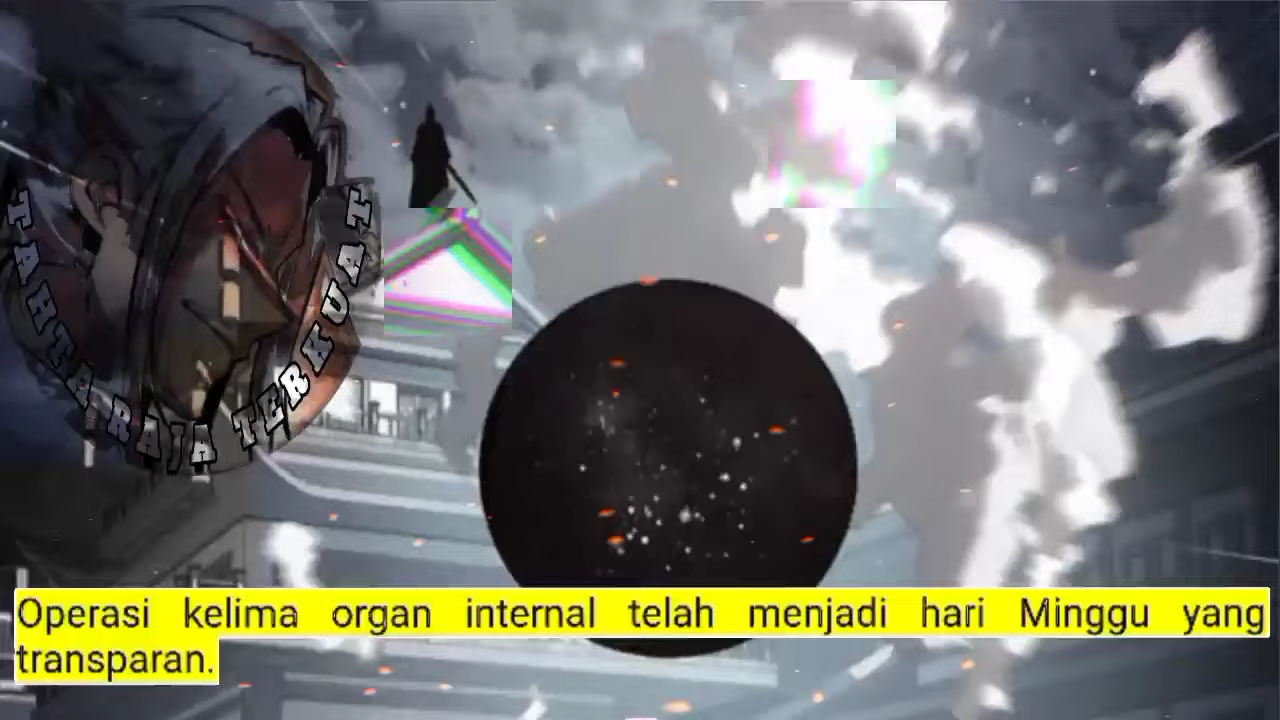 TAHTA RAJA TERKUAT
Operasi kelima organ internal telah menjadi hari Minggu yang
transparan.